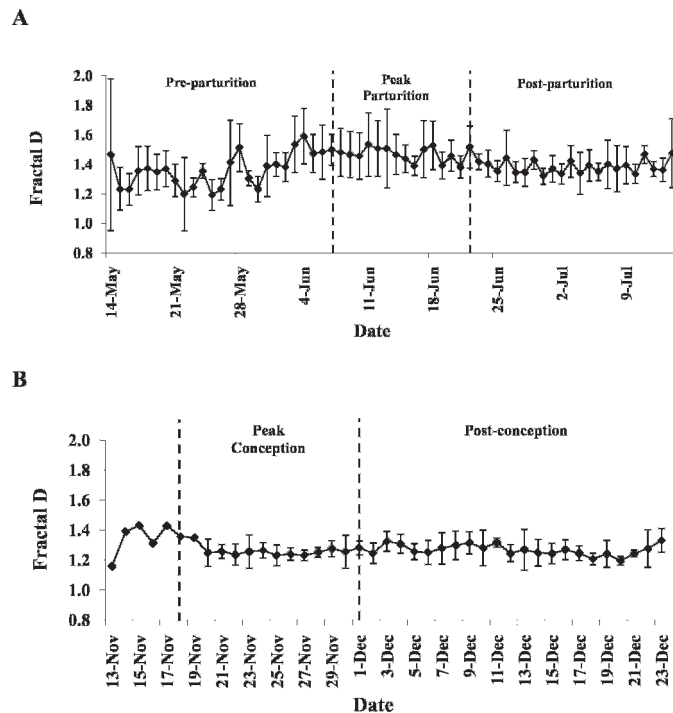 A
Pre-parturition
Peak
Parturition
Post-parturition
Fractal D
2.0
1.8
1.6
1.4
1.2
1.0
0.8
14-May
21-May
28-May
4-Jun
11-Jun
18-Jun
25-Jun
2-Jul
9-Jul
Date
B
Peak
Conception
Post-conception
Fractal D
2.0
1.8
1.6
1.4
1.2
1.0
0.8
13-Nov
15-Nov
17-Nov
19-Nov
21-Nov
23-Nov
25-Nov
27-Nov
29-Nov
1-Dec
3-Dec
5-Dec
7-Dec
9-Dec
11-Dec
13-Dec
15-Dec
17-Dec
19-Dec
21-Dec
23-Dec
Date